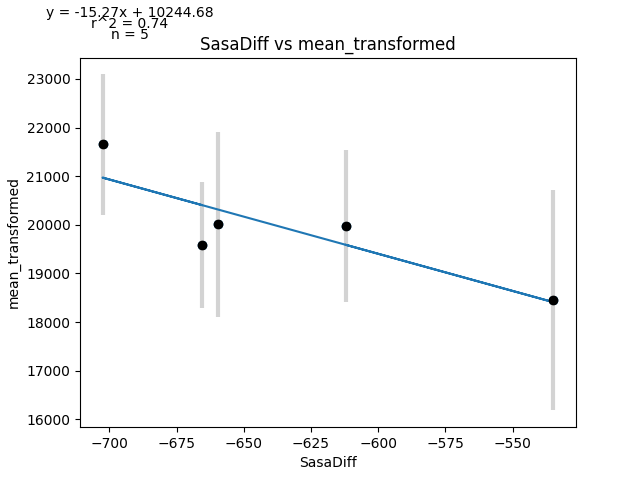 y = -15.27x + 10244.68
r^2 = 0.74
n = 5
SasaDiff vs mean_transformed
23000
22000
21000
20000
19000
18000
17000
16000
mean_transformed
−700
−675
−650
−625
−600
−575
−550
SasaDiff